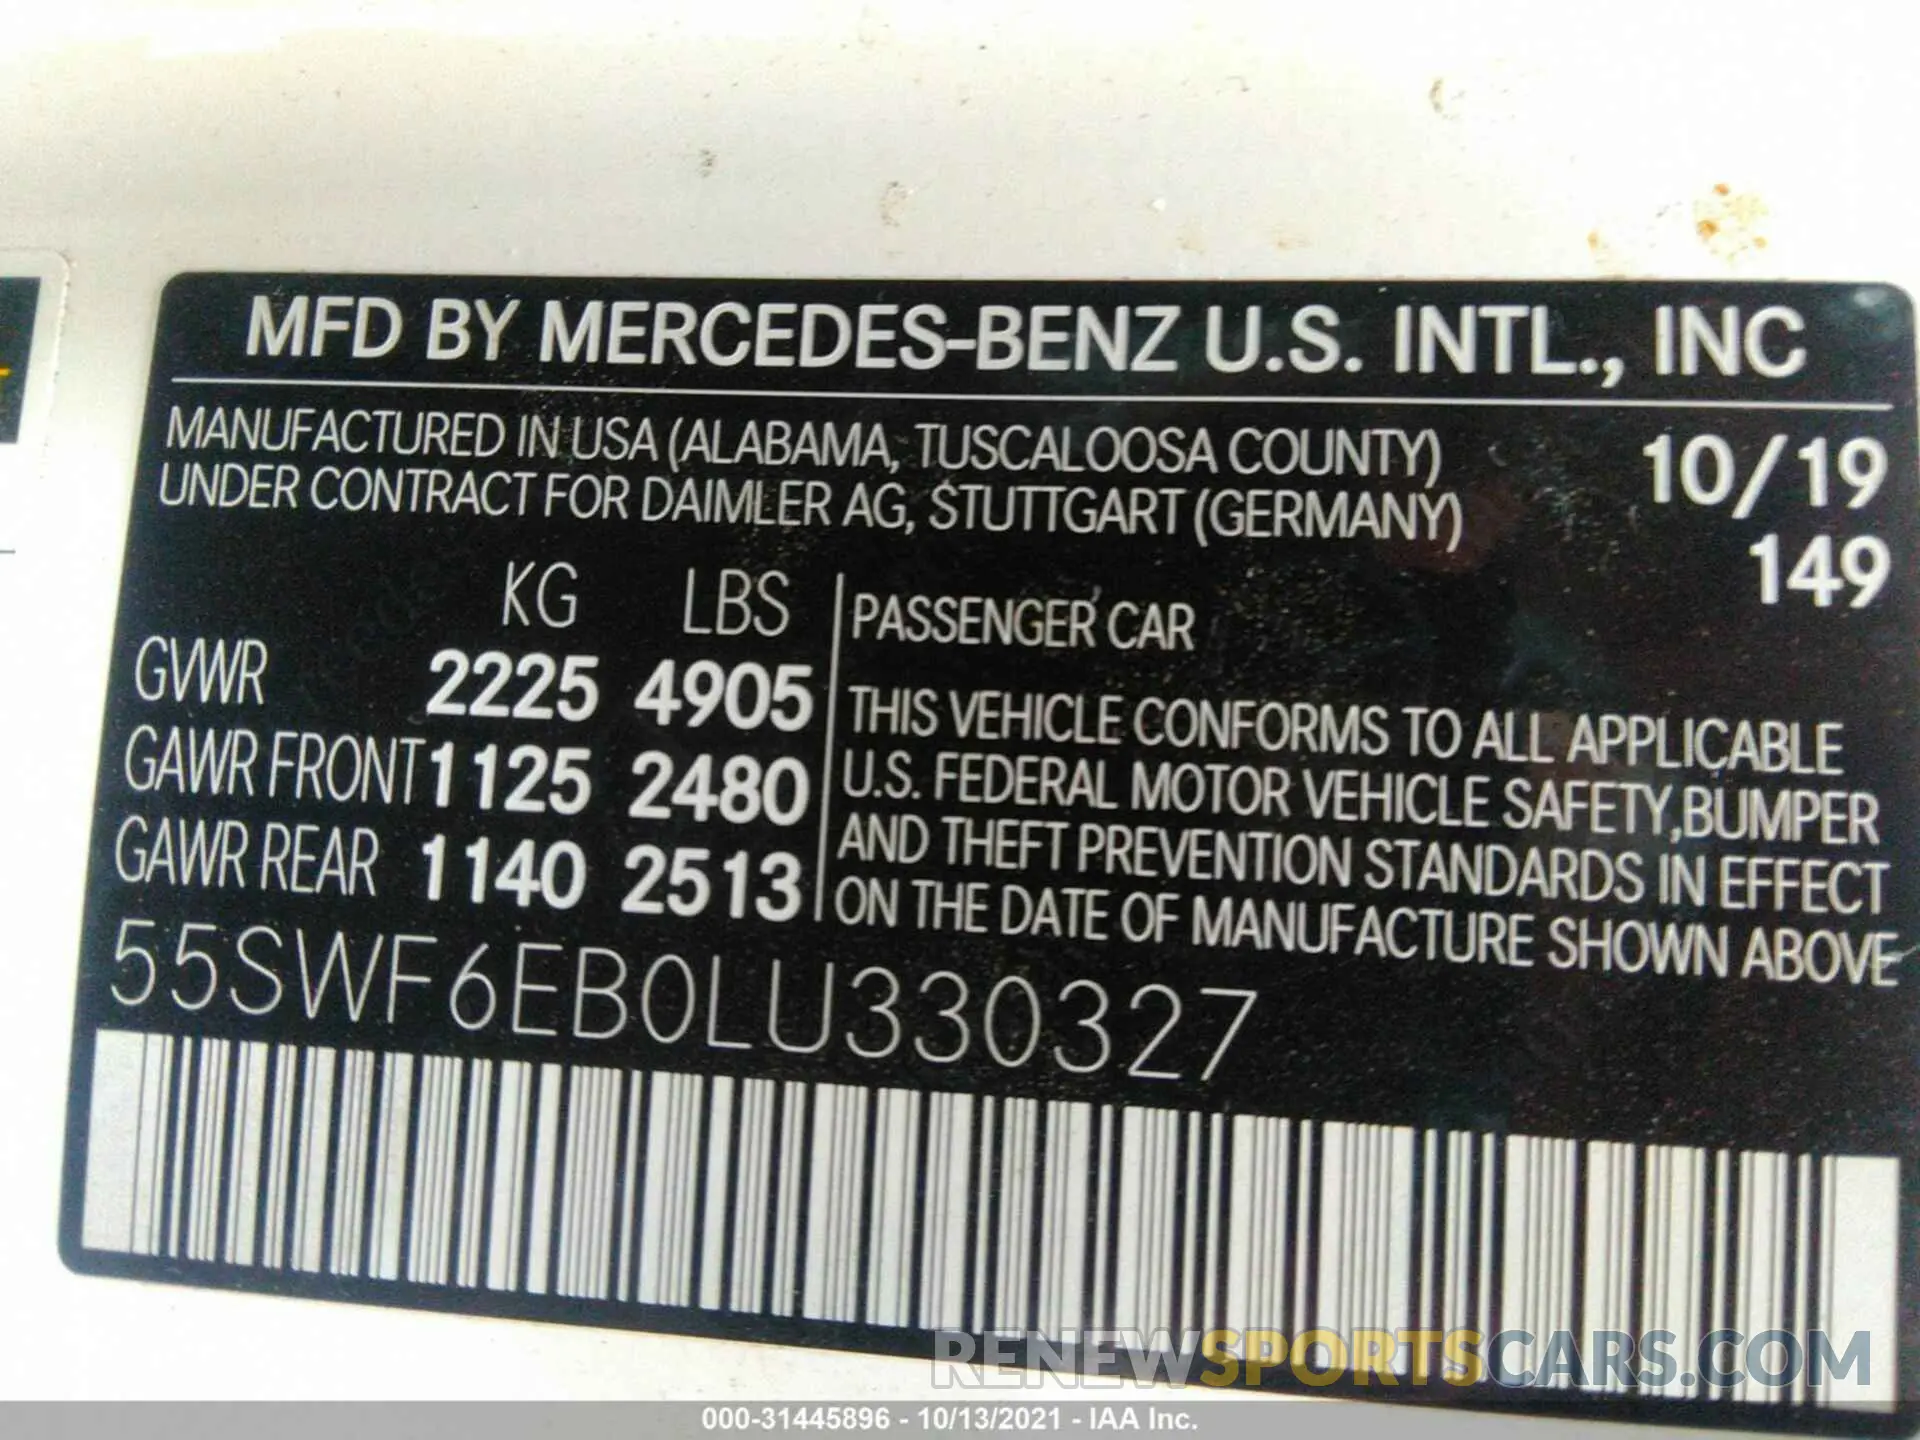 MFD BY MERCEDES-BENZ U.S. INTL., INC
MANUFACTURED IN USA (ALABAMA, TUSCALOOSA COUNTY) 10/19
UNDER CONTRACT FOR DAIMLER AG, STUTTGART (GERMANY)
149
KG LBS
GVWR 2225 4905
GAWR FRONT 1125 2480
GAWR REAR 1140 2513
PASSENGER CAR
THIS VEHICLE CONFORMS TO ALL APPLICABLE
U.S. FEDERAL MOTOR VEHICLE SAFETY,BUMPER
AND THEFT PREVENTION STANDARDS IN EFFECT
ON THE DATE OF MANUFACTURE SHOWN ABOVE
55SWF6EB0LU330327
RENEWSPORTSCARS.COM
000-31445896 - 10/13/2021 - IAA Inc.